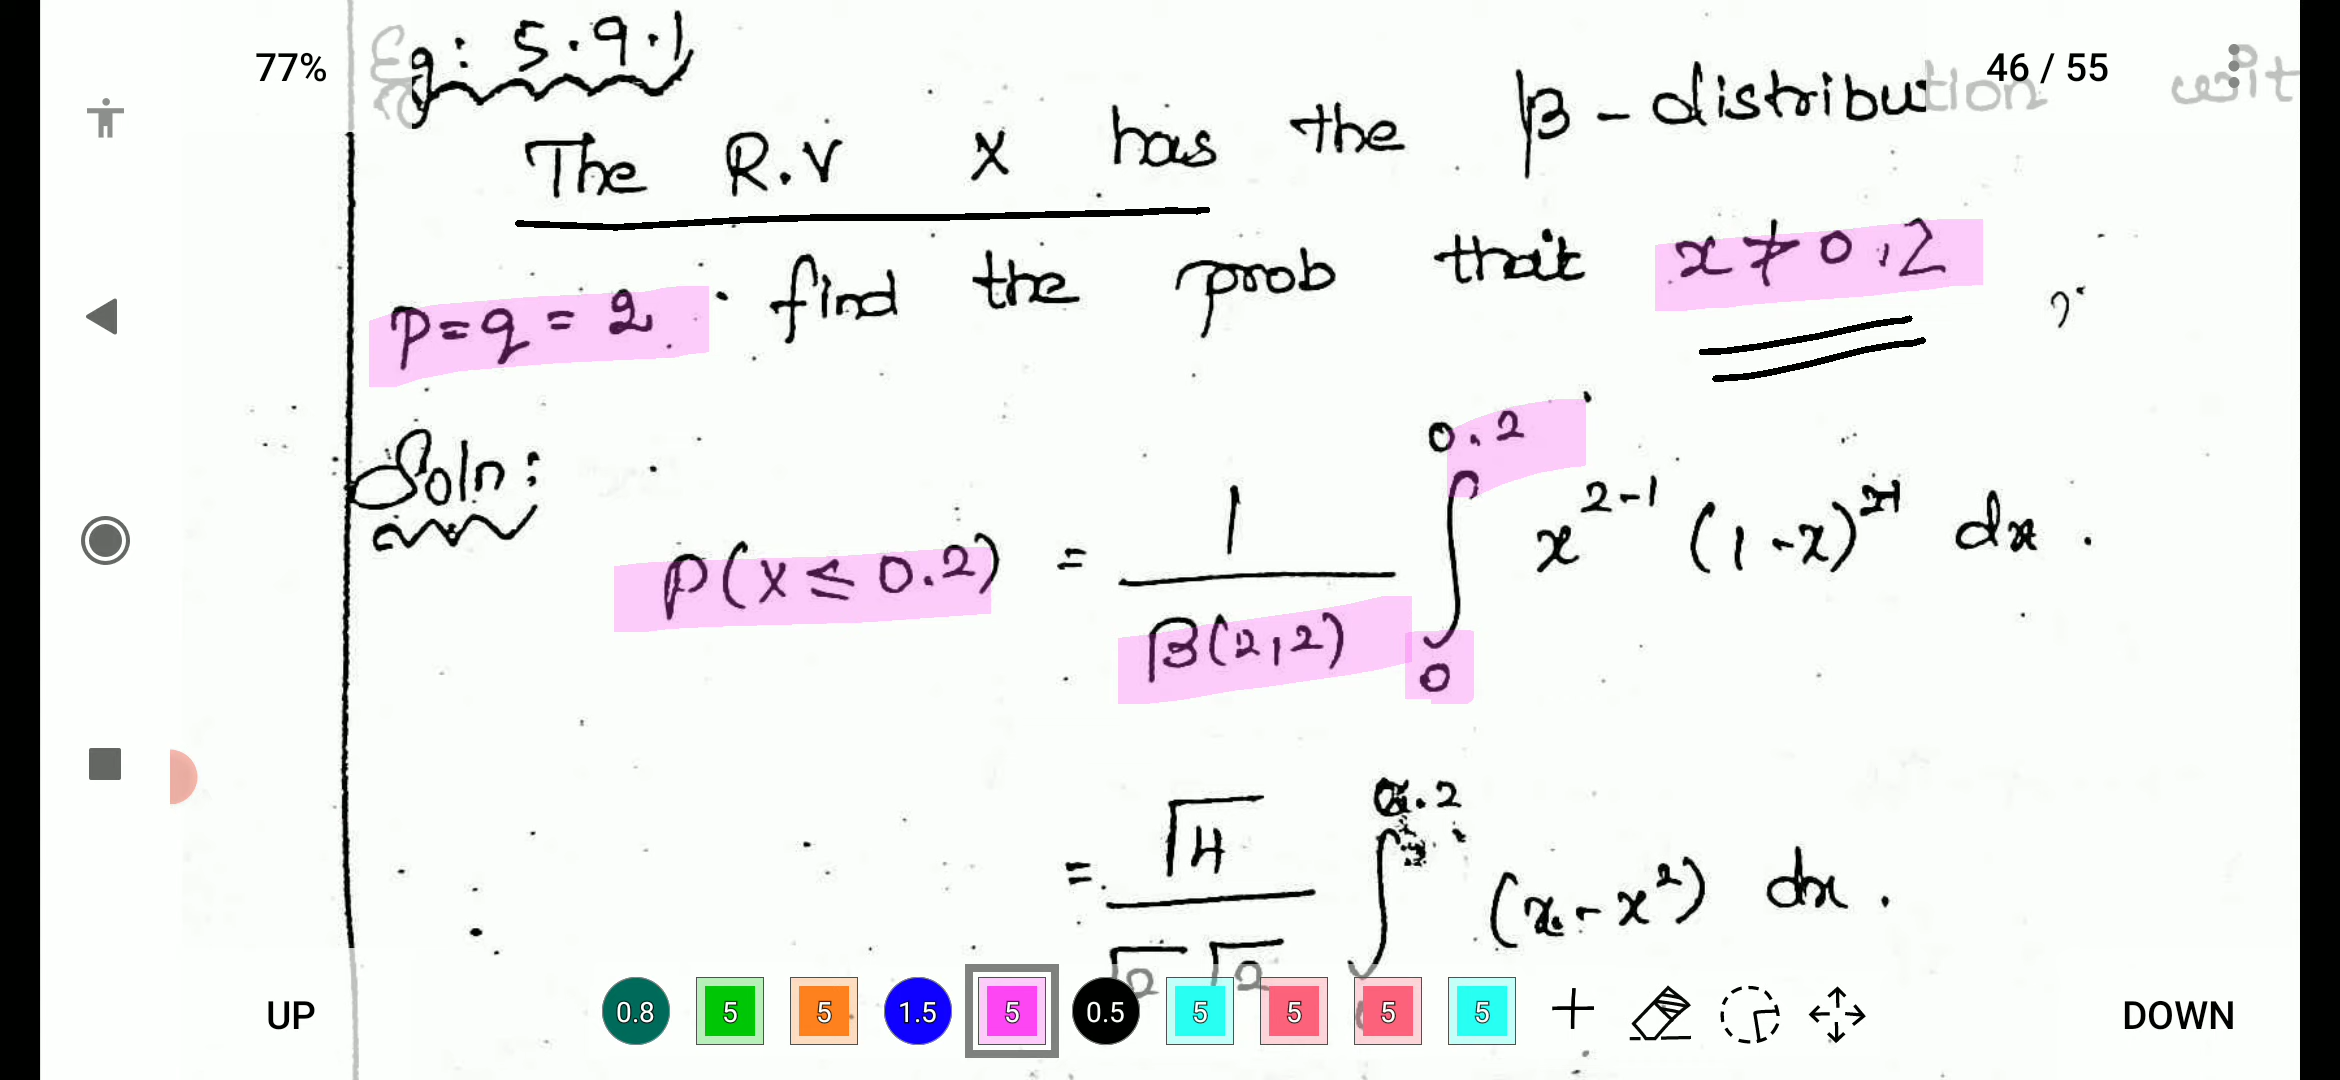 77%
46 / 55
Eg: 5.9.1
The R.V X has the β - distribution with
p=q=2. find the prob that x ≯ 0.2
Soln:
P(X ≤ 0.2) = 1/β(2,2) ∫₀^0.2 x^2-1 (1-x)^2-1 dx.
= Γ4/Γ2 Γ2 ∫₀^0.2 (x - x²) dx.
UP 0.8 5 5 1.5 5 0.5 5 5 5 5 DOWN